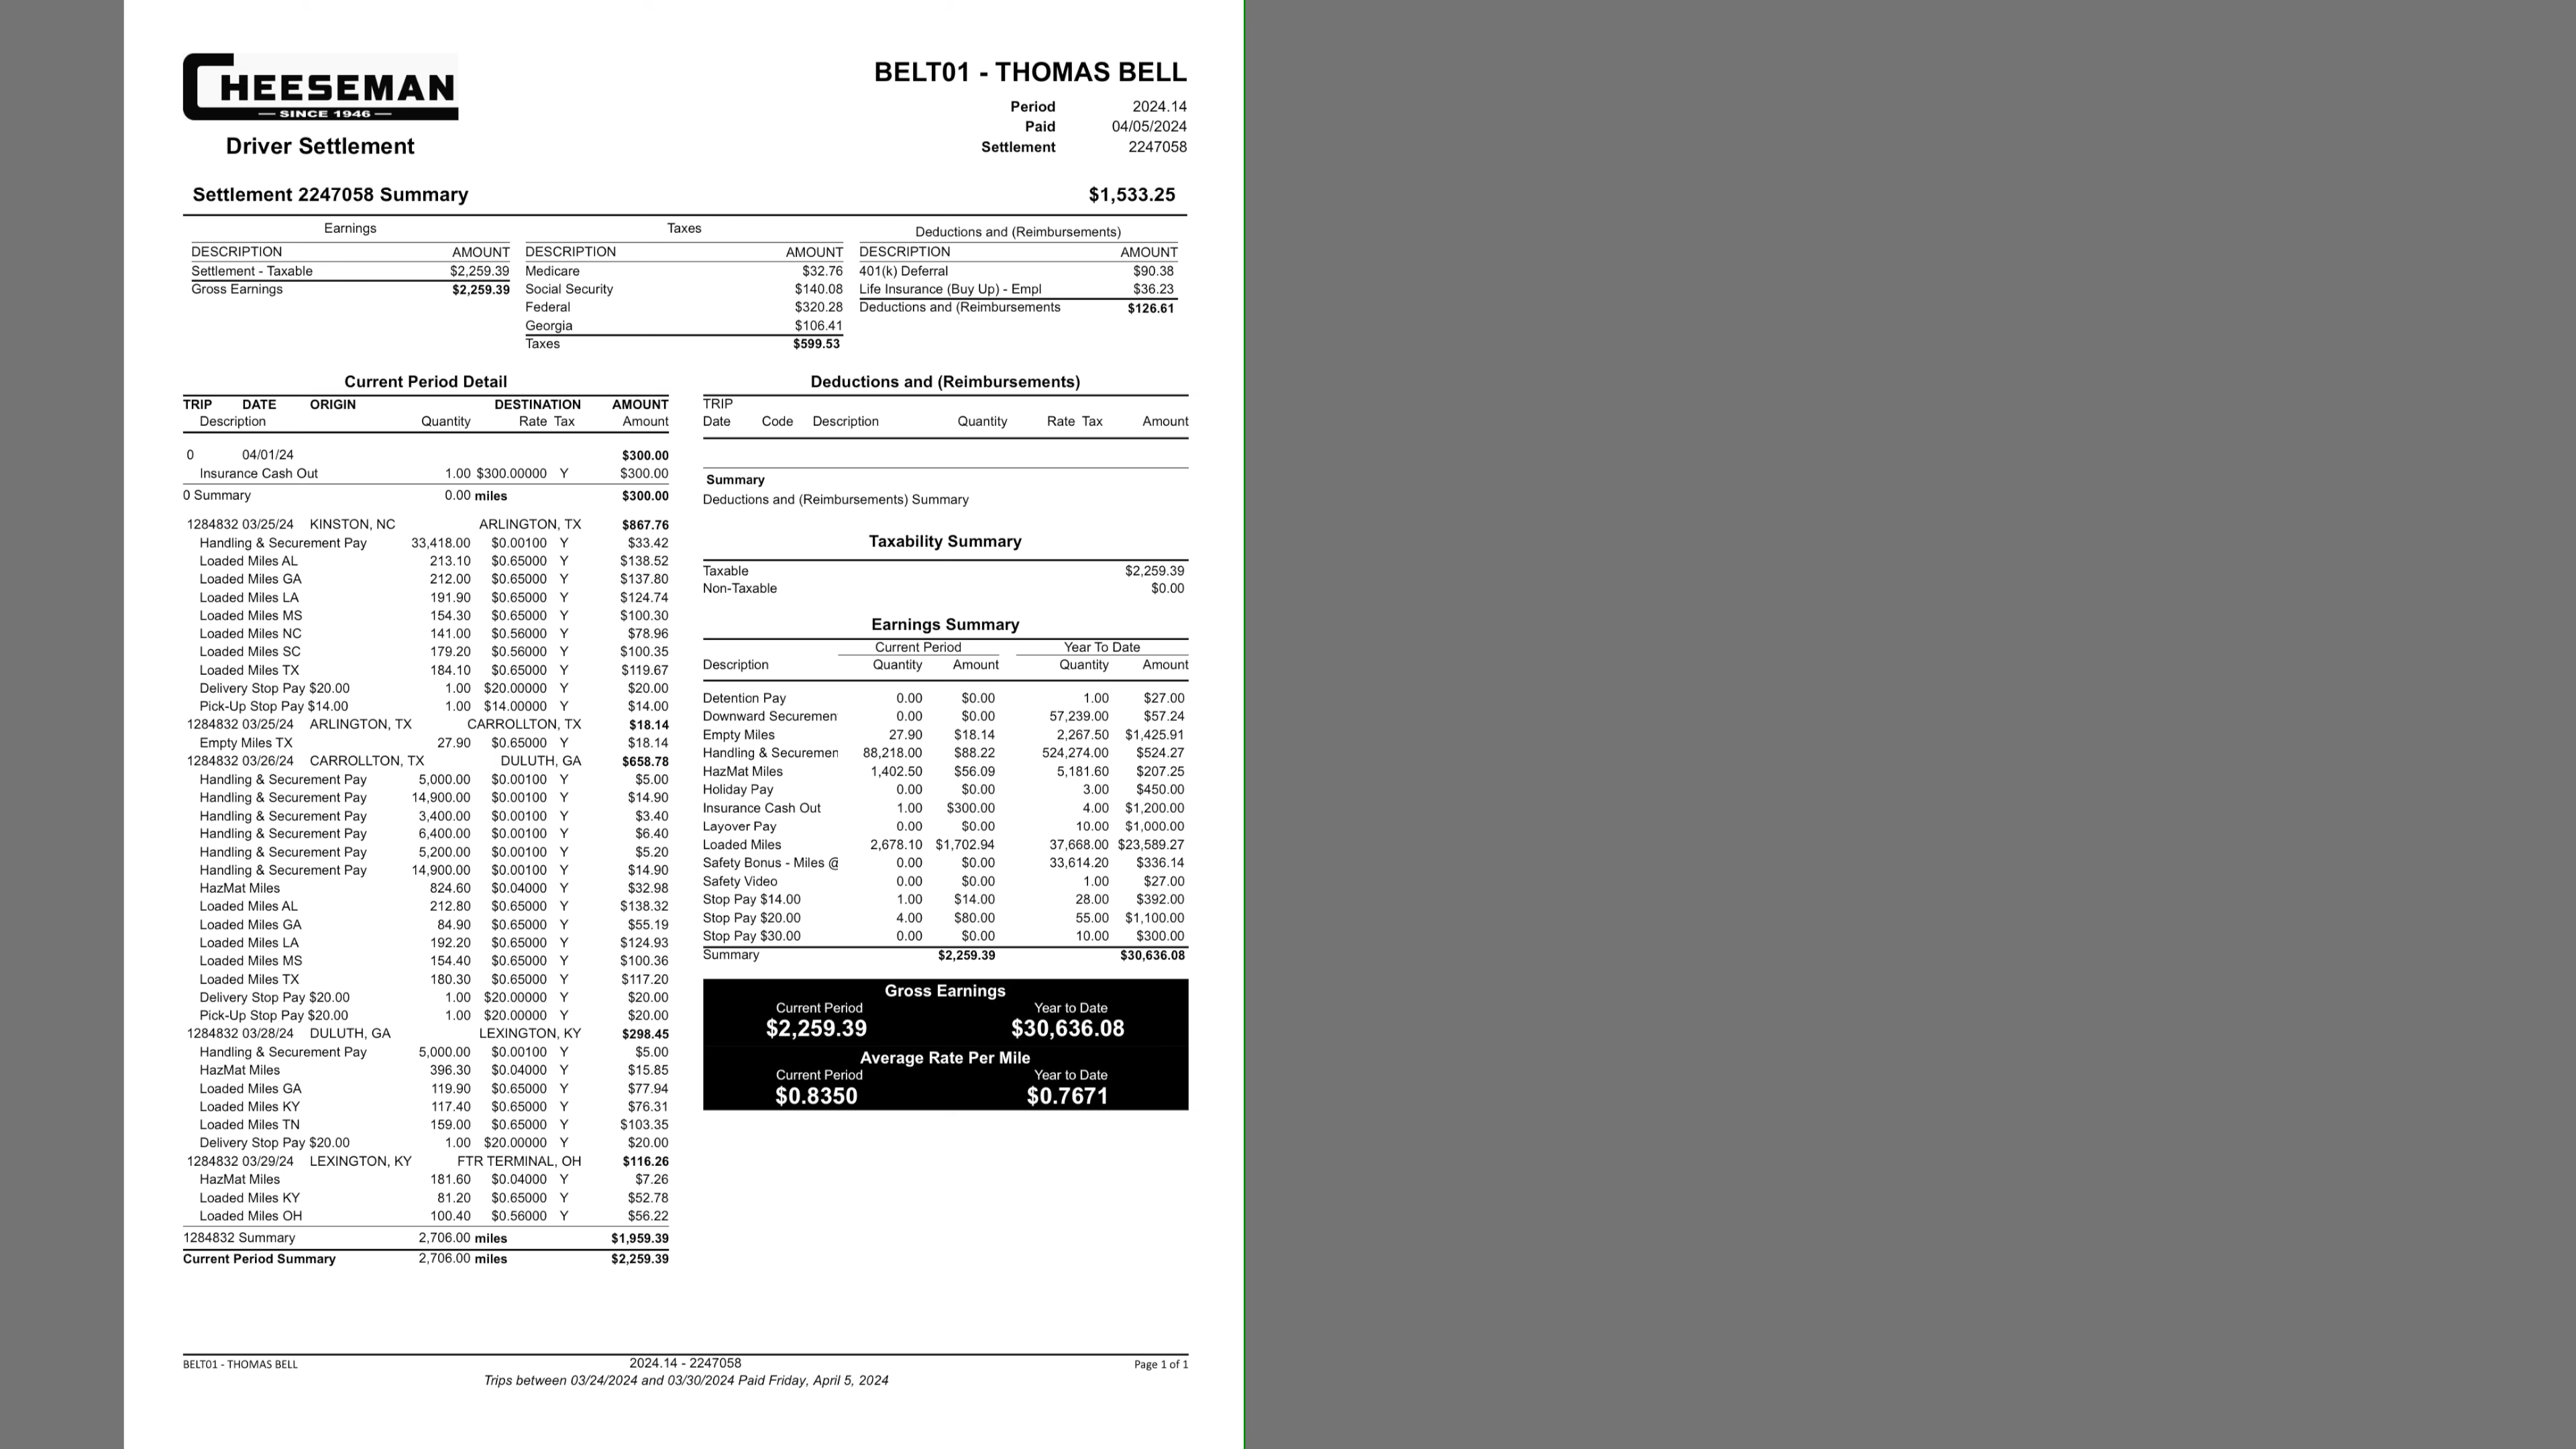 CHEESEMAN
SINCE 1946
Driver Settlement
BELT01 - THOMAS BELL
Period 2024.14
Paid 04/05/2024
Settlement 2247058
Settlement 2247058 Summary $1,533.25
Earnings
DESCRIPTION AMOUNT
Settlement - Taxable $2,259.39
Gross Earnings $2,259.39
Taxes
DESCRIPTION AMOUNT
Medicare $32.76
Social Security $140.08
Federal $320.28
Georgia $106.41
Taxes $599.53
Deductions and (Reimbursements)
DESCRIPTION AMOUNT
401(k) Deferral $90.38
Life Insurance (Buy Up) - Empl $36.23
Deductions and (Reimbursements $126.61
Current Period Detail
TRIP DATE ORIGIN DESTINATION AMOUNT
Description Quantity Rate Tax Amount
0 04/01/24 $300.00
Insurance Cash Out 1.00 $300.00000 Y $300.00
0 Summary 0.00 miles $300.00
1284832 03/25/24 KINSTON, NC ARLINGTON, TX $867.76
Handling & Securement Pay 33,418.00 $0.00100 Y $33.42
Loaded Miles AL 213.10 $0.65000 Y $138.52
Loaded Miles GA 212.00 $0.65000 Y $137.80
Loaded Miles LA 191.90 $0.65000 Y $124.74
Loaded Miles MS 154.30 $0.65000 Y $100.30
Loaded Miles NC 141.00 $0.56000 Y $78.96
Loaded Miles SC 179.20 $0.56000 Y $100.35
Loaded Miles TX 184.10 $0.65000 Y $119.67
Delivery Stop Pay $20.00 1.00 $20.00000 Y $20.00
Pick-Up Stop Pay $14.00 1.00 $14.00000 Y $14.00
1284832 03/25/24 ARLINGTON, TX CARROLLTON, TX $18.14
Empty Miles TX 27.90 $0.65000 Y $18.14
1284832 03/26/24 CARROLLTON, TX DULUTH, GA $658.78
Handling & Securement Pay 5,000.00 $0.00100 Y $5.00
Handling & Securement Pay 14,900.00 $0.00100 Y $14.90
Handling & Securement Pay 3,400.00 $0.00100 Y $3.40
Handling & Securement Pay 6,400.00 $0.00100 Y $6.40
Handling & Securement Pay 5,200.00 $0.00100 Y $5.20
Handling & Securement Pay 14,900.00 $0.00100 Y $14.90
HazMat Miles 824.60 $0.04000 Y $32.98
Loaded Miles AL 212.80 $0.65000 Y $138.32
Loaded Miles GA 84.90 $0.65000 Y $55.19
Loaded Miles LA 192.20 $0.65000 Y $124.93
Loaded Miles MS 154.40 $0.65000 Y $100.36
Loaded Miles TX 180.30 $0.65000 Y $117.20
Delivery Stop Pay $20.00 1.00 $20.00000 Y $20.00
Pick-Up Stop Pay $20.00 1.00 $20.00000 Y $20.00
1284832 03/28/24 DULUTH, GA LEXINGTON, KY $298.45
Handling & Securement Pay 5,000.00 $0.00100 Y $5.00
HazMat Miles 396.30 $0.04000 Y $15.85
Loaded Miles GA 119.90 $0.65000 Y $77.94
Loaded Miles KY 117.40 $0.65000 Y $76.31
Loaded Miles TN 159.00 $0.65000 Y $103.35
Delivery Stop Pay $20.00 1.00 $20.00000 Y $20.00
1284832 03/29/24 LEXINGTON, KY FTR TERMINAL, OH $116.26
HazMat Miles 181.60 $0.04000 Y $7.26
Loaded Miles KY 81.20 $0.65000 Y $52.78
Loaded Miles OH 100.40 $0.56000 Y $56.22
1284832 Summary 2,706.00 miles $1,959.39
Current Period Summary 2,706.00 miles $2,259.39
Deductions and (Reimbursements)
TRIP
Date Code Description Quantity Rate Tax Amount
Summary
Deductions and (Reimbursements) Summary
Taxability Summary
Taxable $2,259.39
Non-Taxable $0.00
Earnings Summary
Current Period Year To Date
Description Quantity Amount Quantity Amount
Detention Pay 0.00 $0.00 1.00 $27.00
Downward Securemen 0.00 $0.00 57,239.00 $57.24
Empty Miles 27.90 $18.14 2,267.50 $1,425.91
Handling & Securemen 88,218.00 $88.22 524,274.00 $524.27
HazMat Miles 1,402.50 $56.09 5,181.60 $207.25
Holiday Pay 0.00 $0.00 3.00 $450.00
Insurance Cash Out 1.00 $300.00 4.00 $1,200.00
Layover Pay 0.00 $0.00 10.00 $1,000.00
Loaded Miles 2,678.10 $1,702.94 37,668.00 $23,589.27
Safety Bonus - Miles @ 0.00 $0.00 33,614.20 $336.14
Safety Video 0.00 $0.00 1.00 $27.00
Stop Pay $14.00 1.00 $14.00 28.00 $392.00
Stop Pay $20.00 4.00 $80.00 55.00 $1,100.00
Stop Pay $30.00 0.00 $0.00 10.00 $300.00
Summary $2,259.39 $30,636.08
Gross Earnings
Current Period Year to Date
$2,259.39 $30,636.08
Average Rate Per Mile
Current Period Year to Date
$0.8350 $0.7671
BELT01 - THOMAS BELL 2024.14 - 2247058 Page 1 of 1
Trips between 03/24/2024 and 03/30/2024 Paid Friday, April 5, 2024